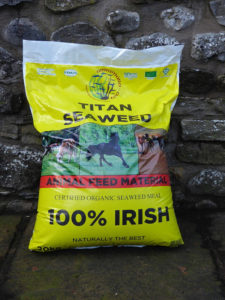 TITAN
SEAWEED
ANIMAL FEED MATERIAL
CERTIFIED ORGANIC SEAWEED MEAL
100% IRISH
NATURALLY THE BEST